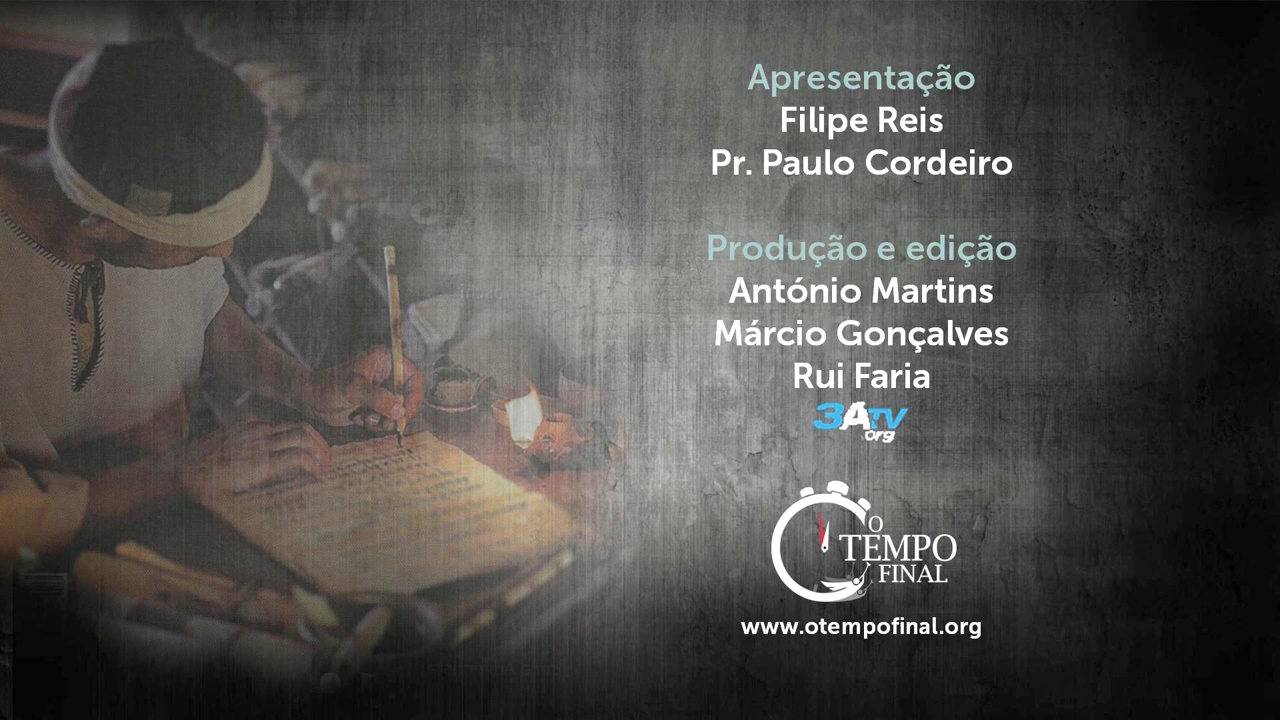 Apresentação
Filipe Reis
Pr. Paulo Cordeiro
Produção e edição
António Martins
Márcio Gonçalves
Rui Faria
3ATV
.org
O
TEMPO
FINAL
www.otempofinal.org